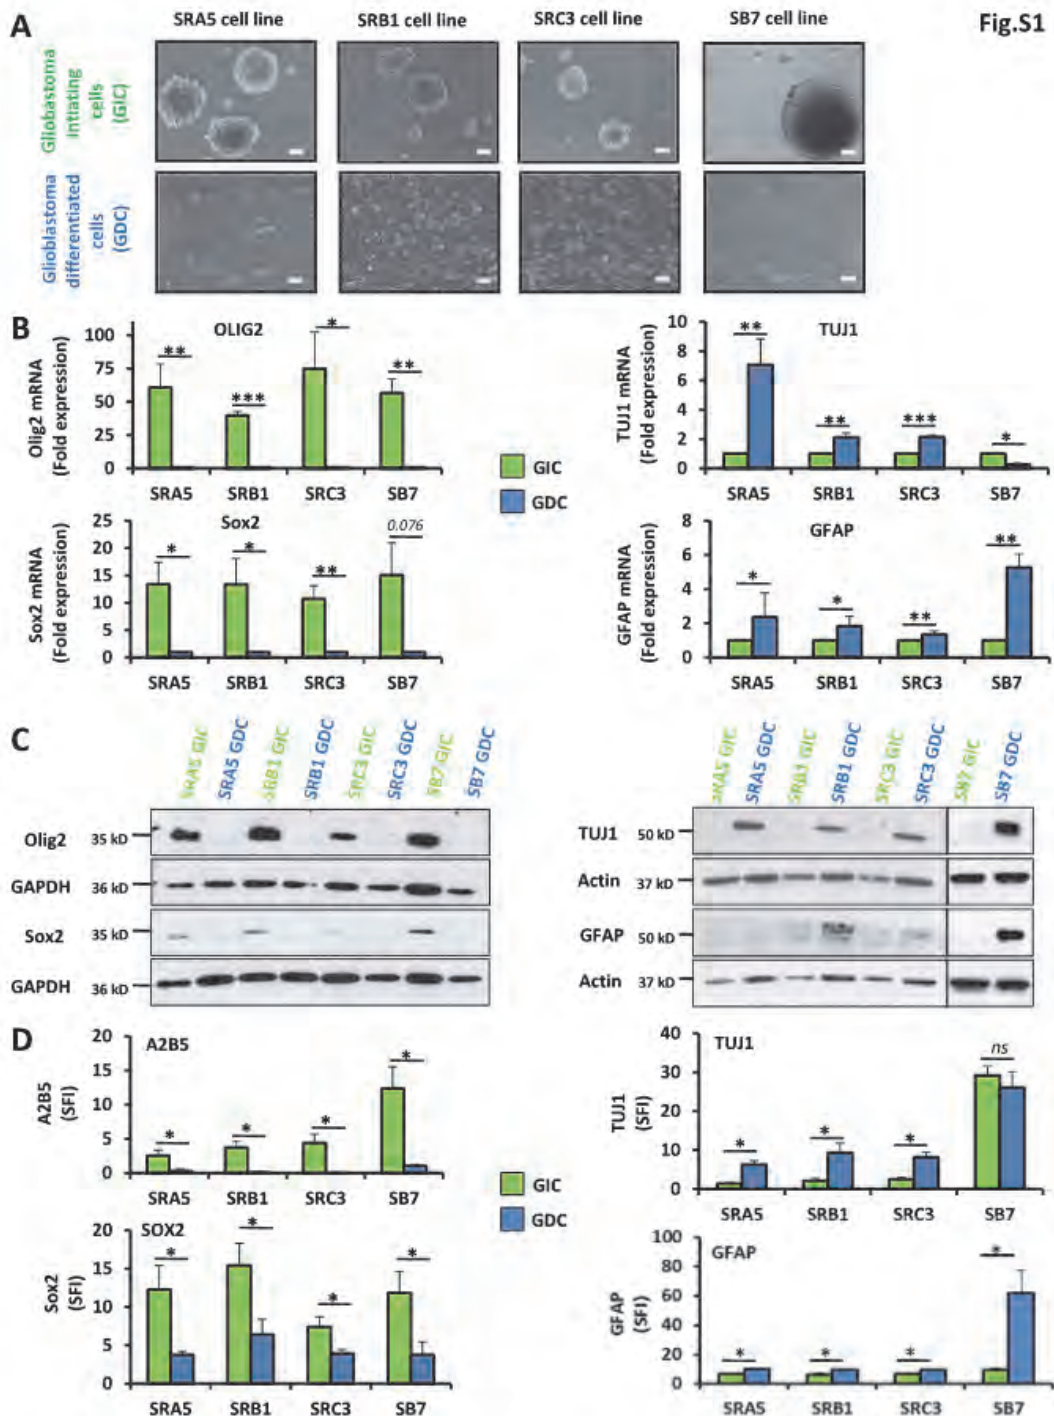 Fig.S1
A
SRA5 cell line
SRB1 cell line
SRC3 cell line
SB7 cell line
Gliobastoma
intiating
cells
(GIC)
Glioblastoma
differentiated
cells
(GDC)
B
OLIG2
Olig2 mRNA
(Fold expression)
100
75
50
25
0
**
***
*
**
SRA5
SRB1
SRC3
SB7
TUJ1
TUJ1 mRNA
(Fold expression)
10
8
6
4
2
0
**
**
***
*
SRA5
SRB1
SRC3
SB7
GIC
GDC
Sox2
Sox2 mRNA
(Fold expression)
25
20
15
10
5
0
*
*
**
0.076
SRA5
SRB1
SRC3
SB7
GFAP
GFAP mRNA
(Fold expression)
8
6
4
2
0
*
*
**
**
SRA5
SRB1
SRC3
SB7
C
SRA5 GIC
SRA5 GDC
SRB1 GIC
SRB1 GDC
SRC3 GIC
SRC3 GDC
SB7 GIC
SB7 GDC
Olig2 35 kD
GAPDH 36 kD
Sox2 35 kD
GAPDH 36 kD
SRA5 GIC
SRA5 GDC
SRB1 GIC
SRB1 GDC
SRC3 GIC
SRC3 GDC
SB7 GIC
SB7 GDC
TUJ1 50 kD
Actin 37 kD
GFAP 50 kD
Actin 37 kD
D
A2B5
A2B5
(SFI)
20
15
10
5
0
*
*
*
*
SRA5
SRB1
SRC3
SB7
TUJ1
TUJ1
(SFI)
40
30
20
10
0
*
*
*
ns
SRA5
SRB1
SRC3
SB7
GIC
GDC
SOX2
Sox2
(SFI)
20
15
10
5
0
*
*
*
*
SRA5
SRB1
SRC3
SB7
GFAP
GFAP
(SFI)
100
80
60
40
20
0
*
*
*
*
SRA5
SRB1
SRC3
SB7